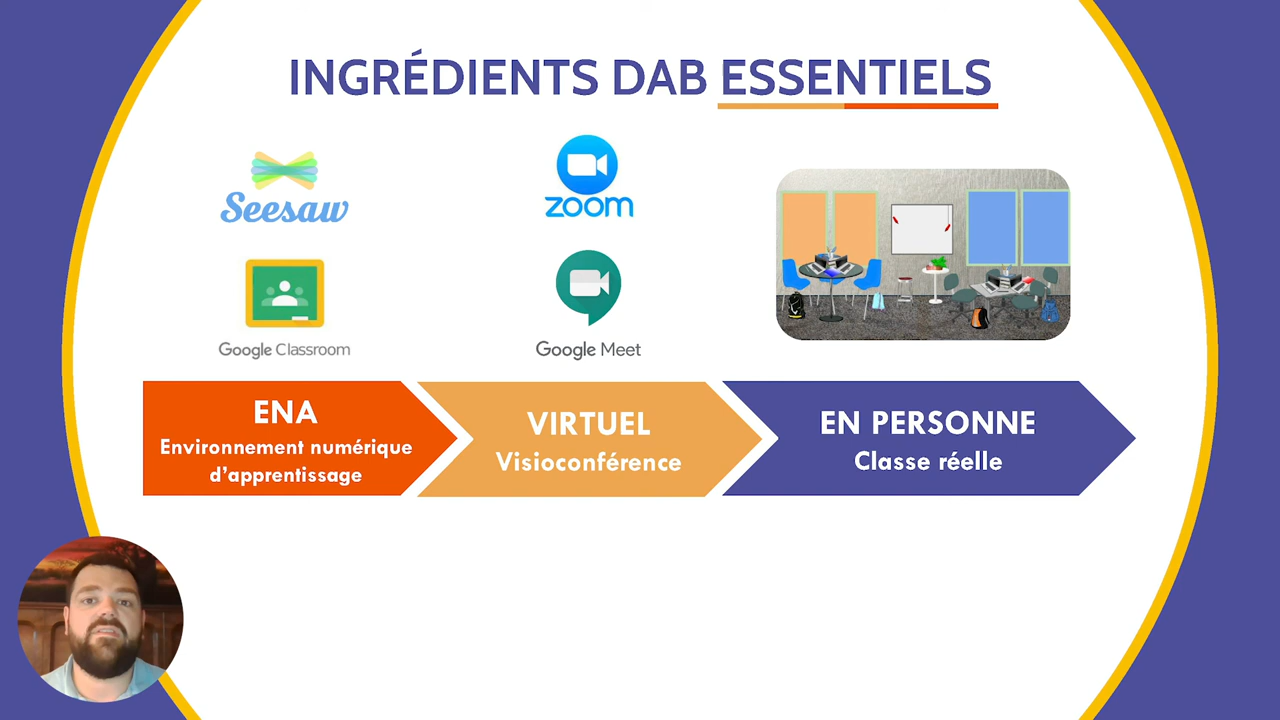 INGRÉDIENTS DAB ESSENTIELS
Seesaw
zoom
Google Classroom
Google Meet
ENA
Environnement numérique
d'apprentissage
VIRTUEL
Visioconférence
EN PERSONNE
Classe réelle